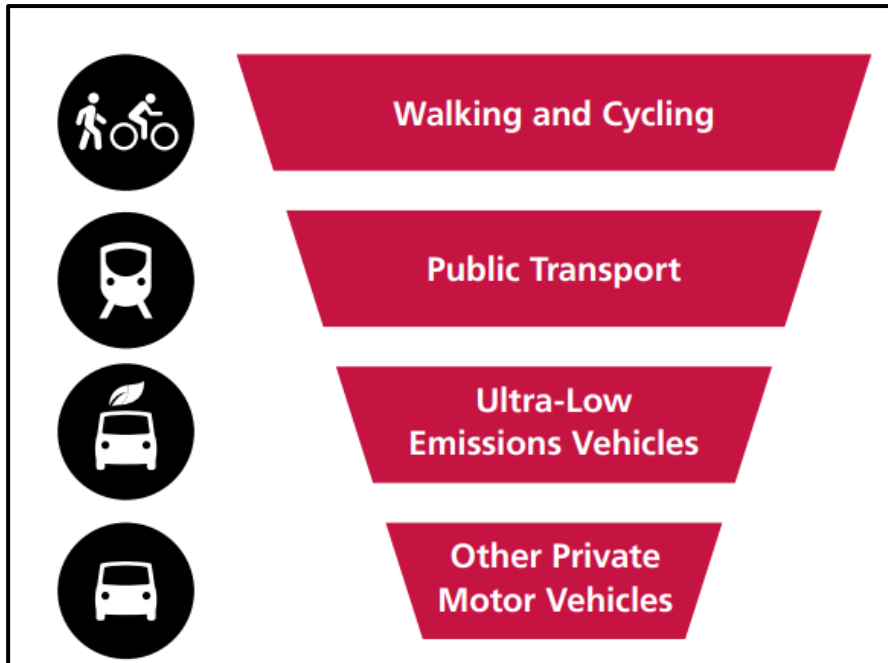 Walking and Cycling
Public Transport
Ultra-Low
Emissions Vehicles
Other Private
Motor Vehicles